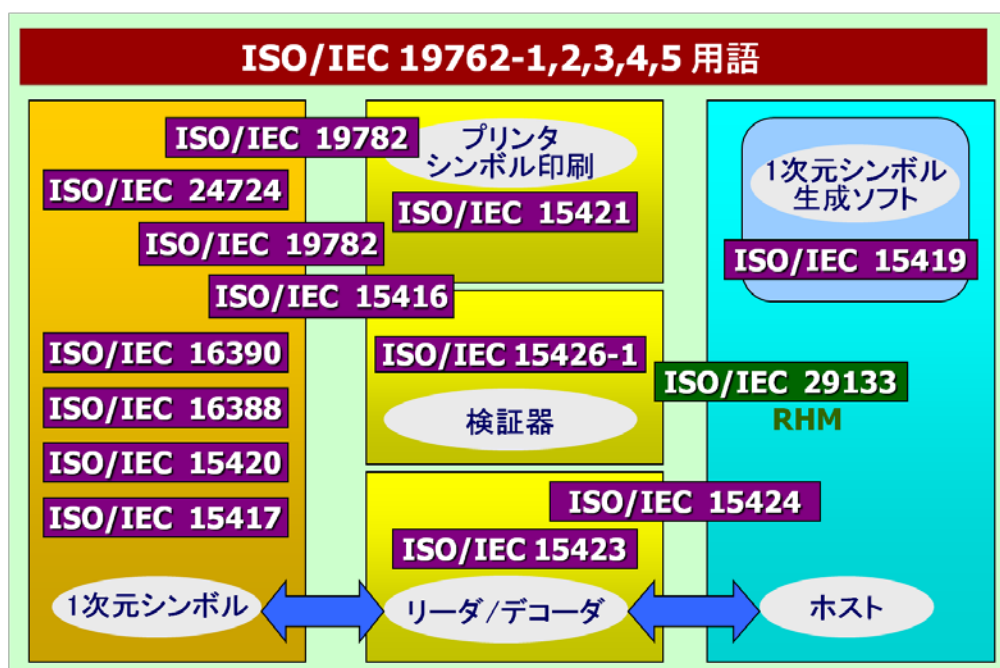 ISO/IEC 19762-1,2,3,4,5 用語
ISO/IEC 19782
ISO/IEC 24724
ISO/IEC 19782
ISO/IEC 15416
ISO/IEC 16390
ISO/IEC 16388
ISO/IEC 15420
ISO/IEC 15417
1次元シンボル
プリンタ
シンボル印刷
ISO/IEC 15421
ISO/IEC 15426-1
検証器
ISO/IEC 15424
ISO/IEC 15423
リーダ/デコーダ
1次元シンボル
生成ソフト
ISO/IEC 15419
ISO/IEC 29133
RHM
ホスト